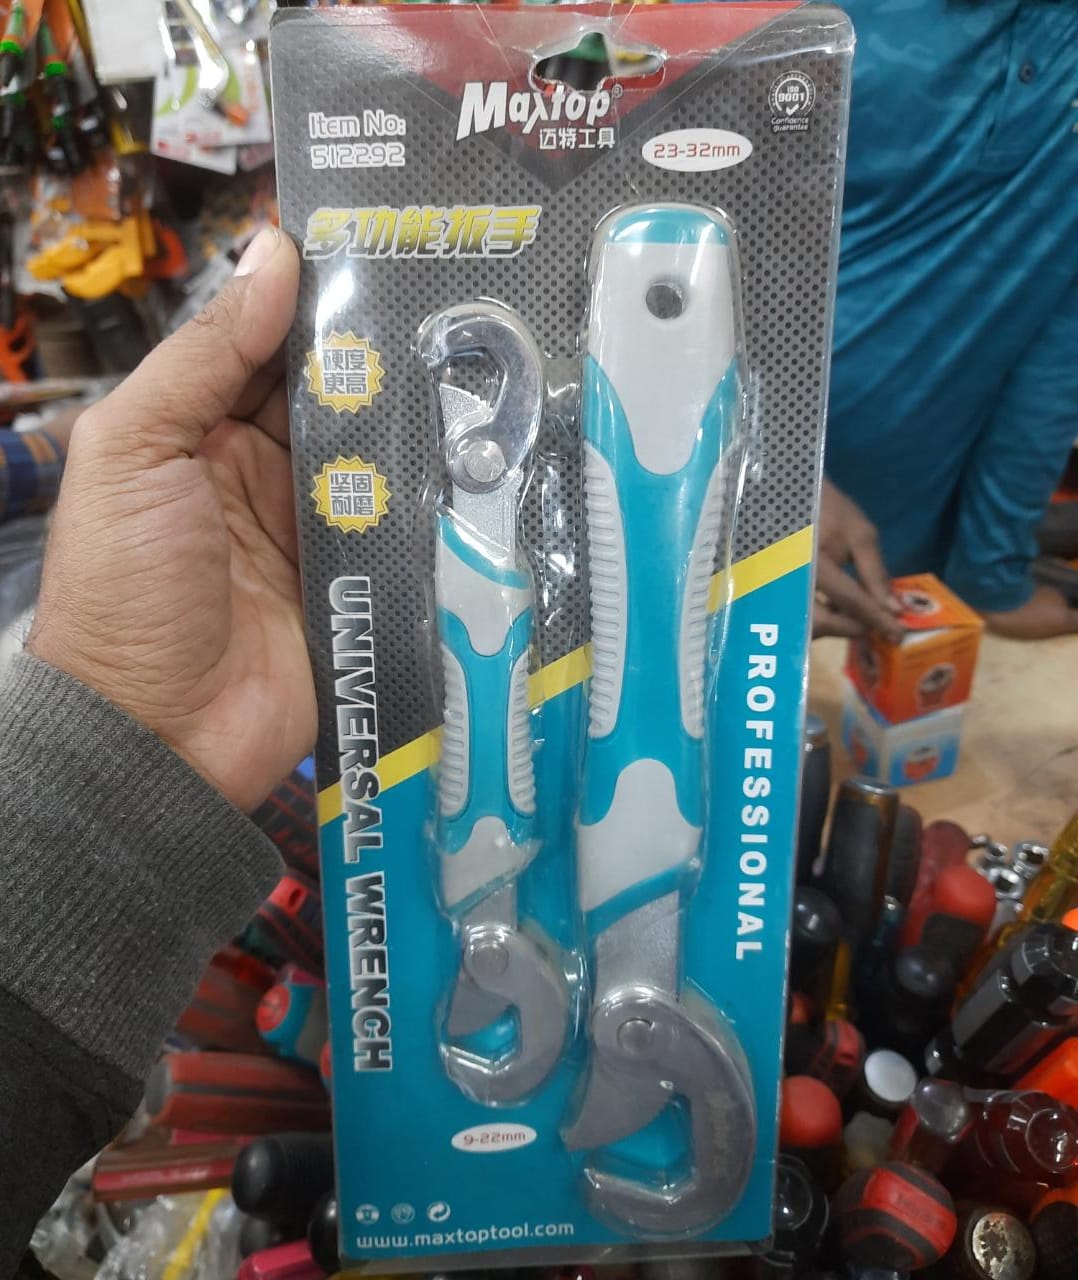 Maxtop®
迈特工具
ISO
9001
Confidence
guarantee
Item No:
512292
23-32mm
多功能扳手
硬度
更高
坚固
耐磨
UNIVERSAL WRENCH
PROFESSIONAL
9-22mm
www.maxtoptool.com